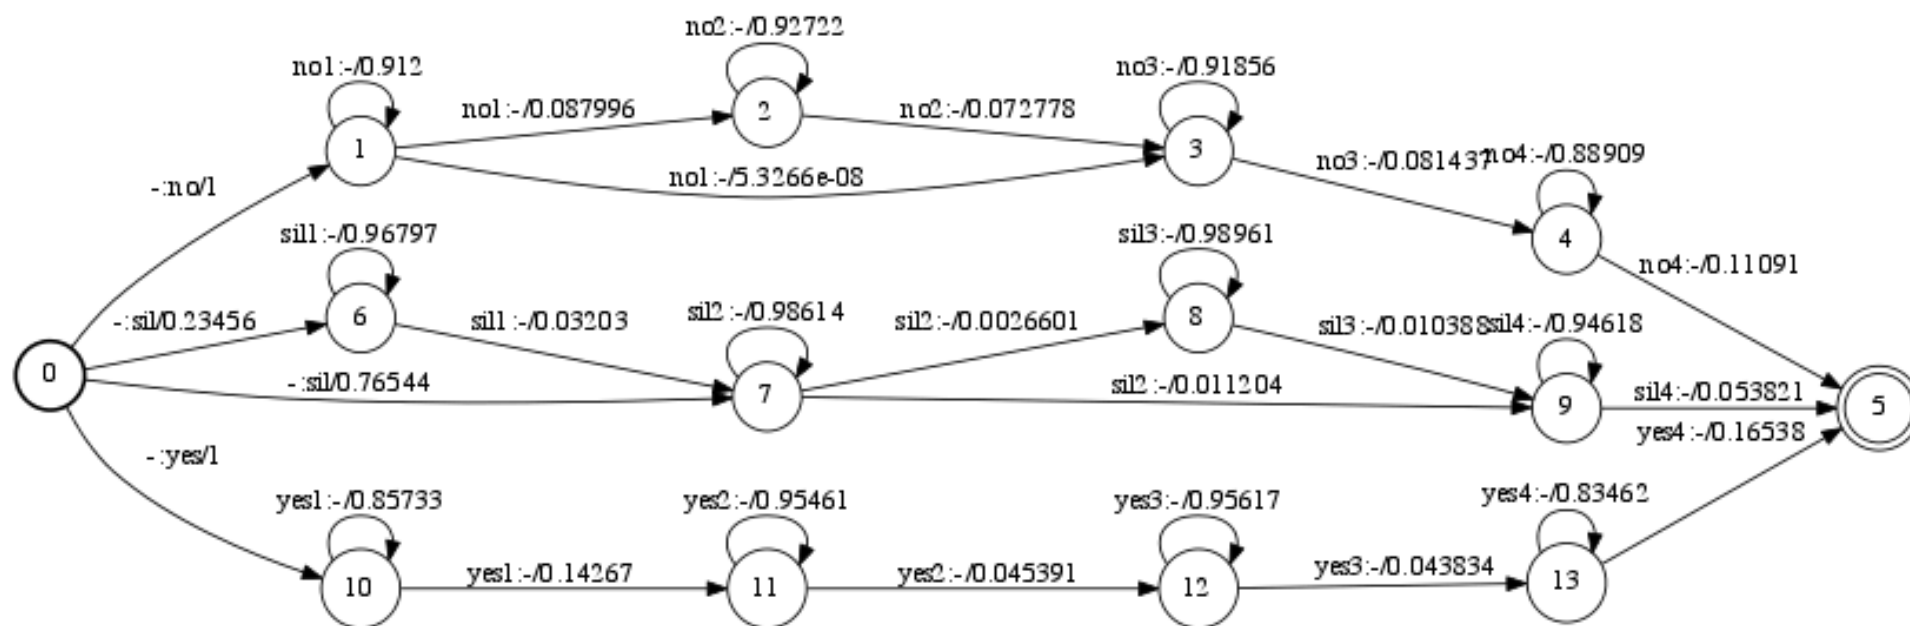 no2:-/0.92722
no1:-/0.912
no3:-/0.91856
no1:-/0.087996
2
no2:-/0.072778
1
3
no3:-/0.081437
no4:-/0.88909
-:no/1
no1:-/5.3266e-08
sil1:-/0.96797
sil3:-/0.98961
4
no4:-/0.11091
-:sil/0.23456
6
sil1:-/0.03203
sil2:-/0.98614
sil2:-/0.0026601
8
sil3:-/0.010388
sil4:-/0.94618
0
-:sil/0.76544
7
sil2:-/0.011204
9
sil4:-/0.053821
5
yes4:-/0.16538
-:yes/1
yes1:-/0.85733
yes2:-/0.95461
yes3:-/0.95617
yes4:-/0.83462
10
yes1:-/0.14267
11
yes2:-/0.045391
12
yes3:-/0.043834
13